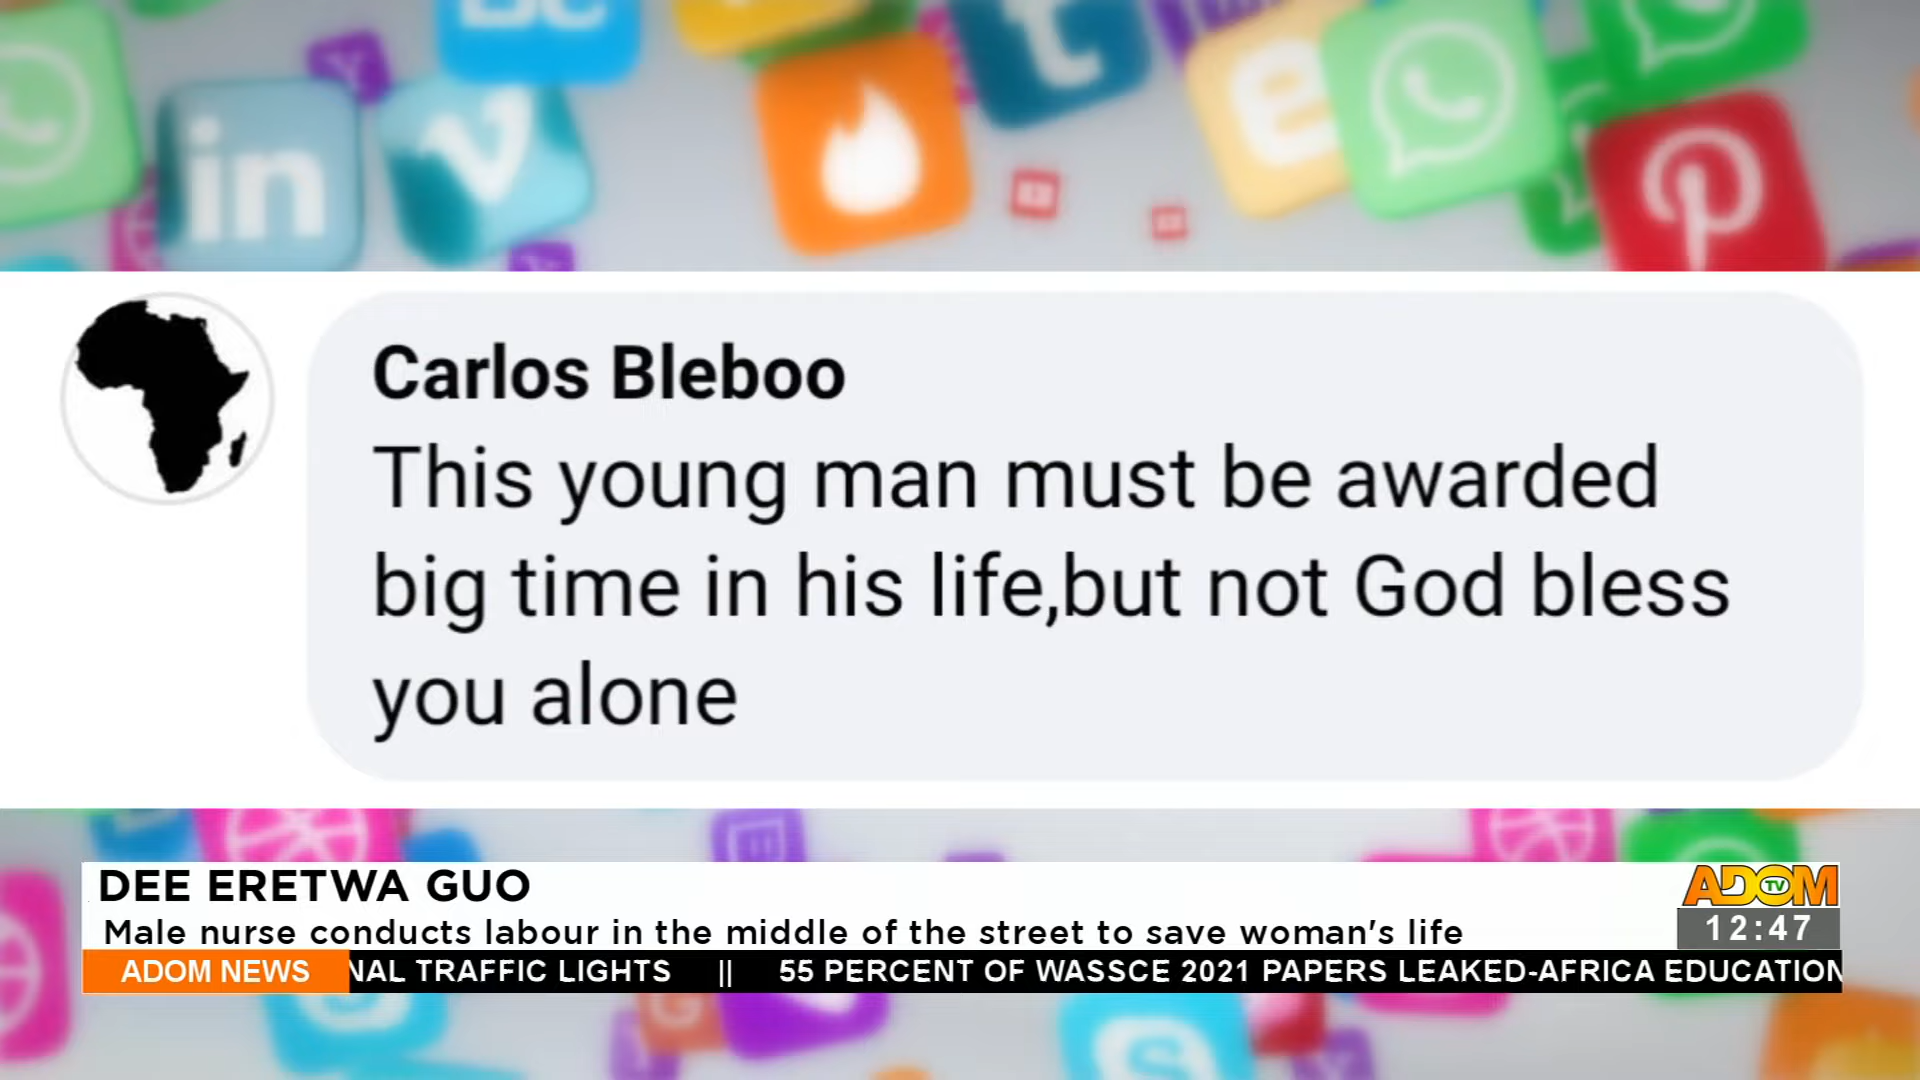 Carlos Bleboo
This young man must be awarded
big time in his life,but not God bless
you alone
DEE ERETWA GUO
Male nurse conducts labour in the middle of the street to save woman's life
ADOM TV
12:47
ADOM NEWS
NAL TRAFFIC LIGHTS || 55 PERCENT OF WASSCE 2021 PAPERS LEAKED-AFRICA EDUCATION
in